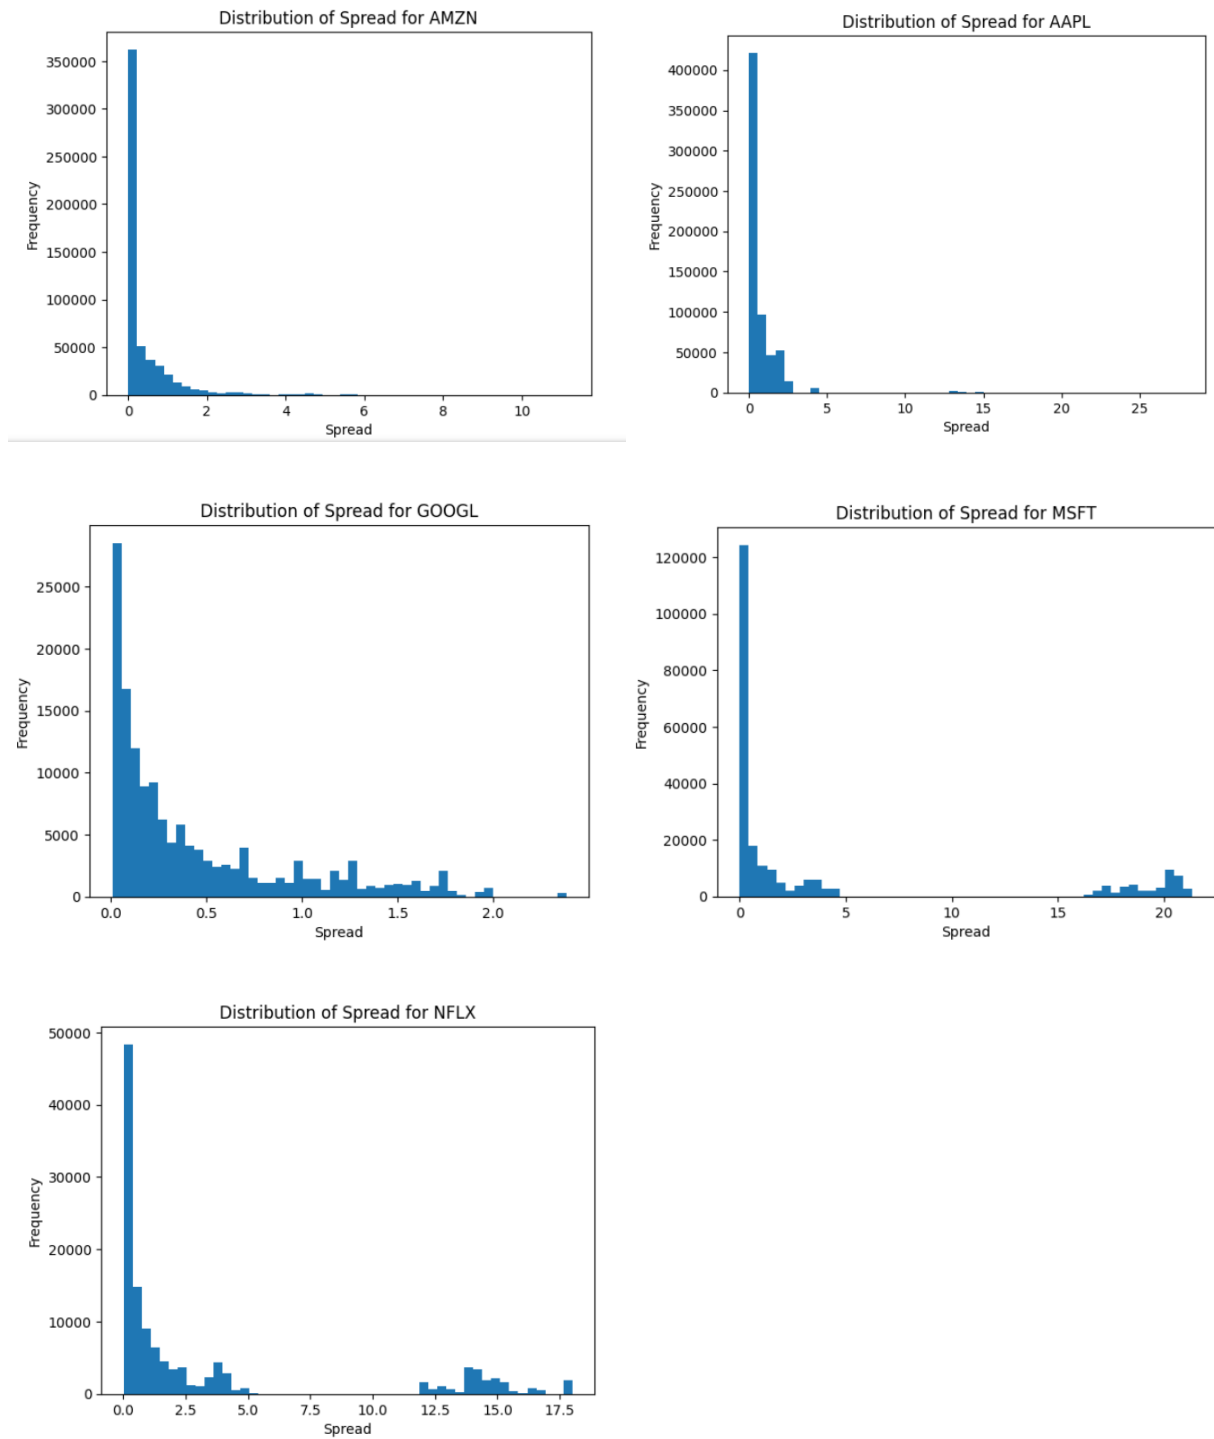 Distribution of Spread for AMZN
350000
300000
250000
200000
150000
100000
50000
0
Frequency
0 2 4 6 8 10
Spread
Distribution of Spread for AAPL
400000
350000
300000
250000
200000
150000
100000
50000
0
Frequency
0 5 10 15 20 25
Spread
Distribution of Spread for GOOGL
25000
20000
15000
10000
5000
0
Frequency
0.0 0.5 1.0 1.5 2.0
Spread
Distribution of Spread for MSFT
120000
100000
80000
60000
40000
20000
0
Frequency
0 5 10 15 20
Spread
Distribution of Spread for NFLX
50000
40000
30000
20000
10000
0
Frequency
0.0 2.5 5.0 7.5 10.0 12.5 15.0 17.5
Spread